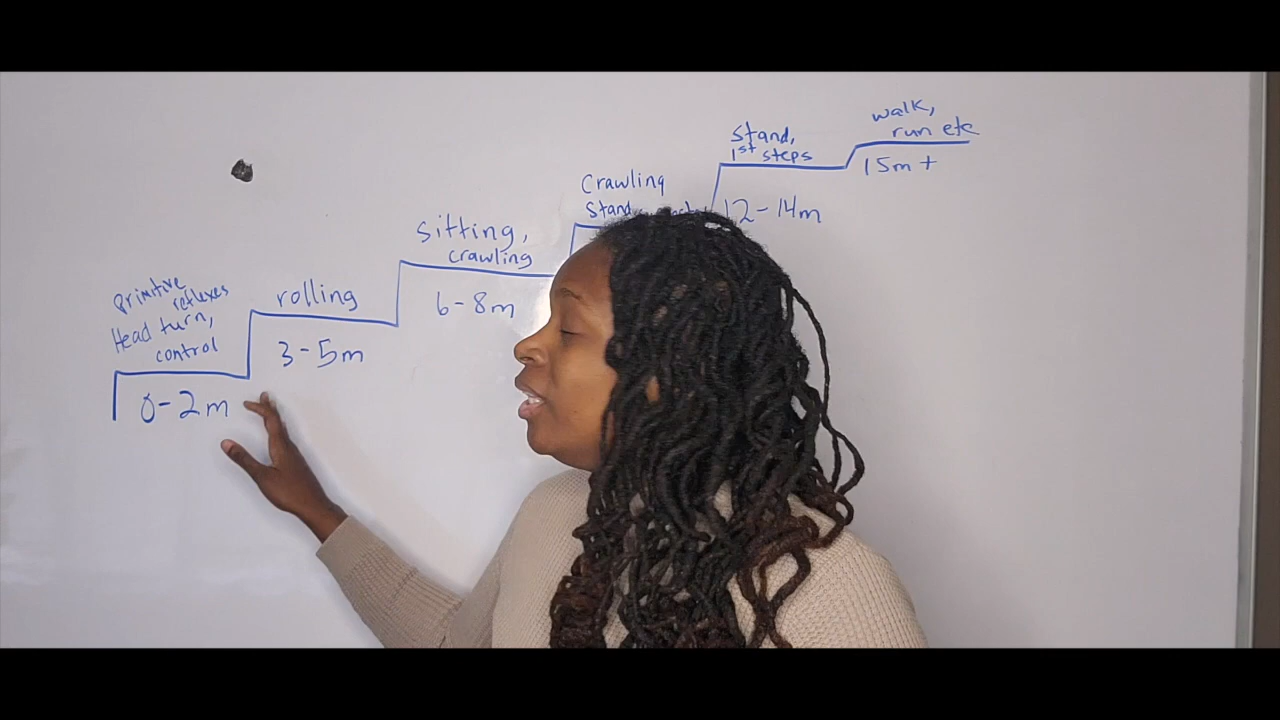 Primitive
reflexes
Head turn,
control
0-2m
rolling
3-5m
Sitting,
crawling
6-8m
Crawling
Stand
Stand,
1st steps
12-14m
walk,
run etc
15m +